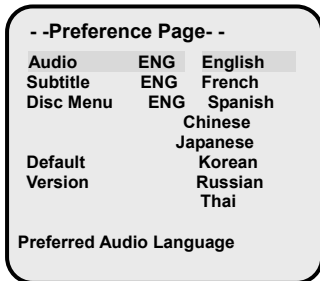 - -Preference Page- -
Audio ENG English
Subtitle ENG French
Disc Menu ENG Spanish
Chinese
Japanese
Default Korean
Version Russian
Thai
Preferred Audio Language